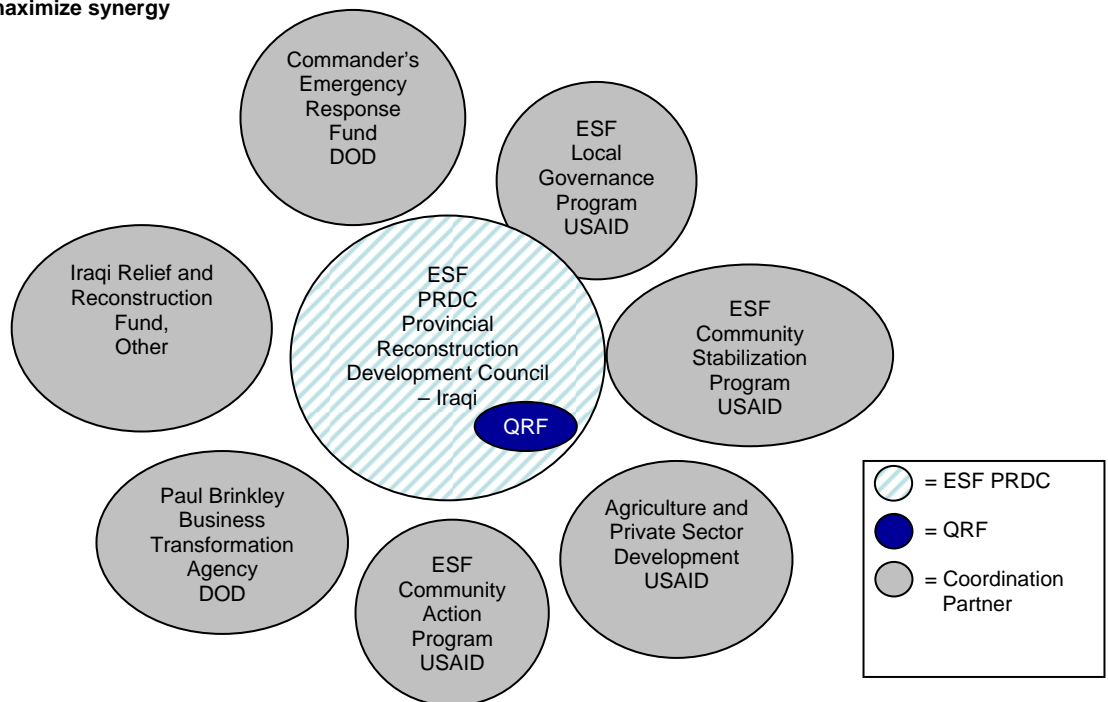 maximize synergy
Commander's
Emergency
Response
Fund
DOD
ESF
Local
Governance
Program
USAID
Iraqi Relief and
Reconstruction
Fund,
Other
ESF
PRDC
Provincial
Reconstruction
Development Council
– Iraqi
QRF
ESF
Community
Stabilization
Program
USAID
Paul Brinkley
Business
Transformation
Agency
DOD
ESF
Community
Action
Program
USAID
Agriculture and
Private Sector
Development
USAID
= ESF PRDC
= QRF
= Coordination
Partner